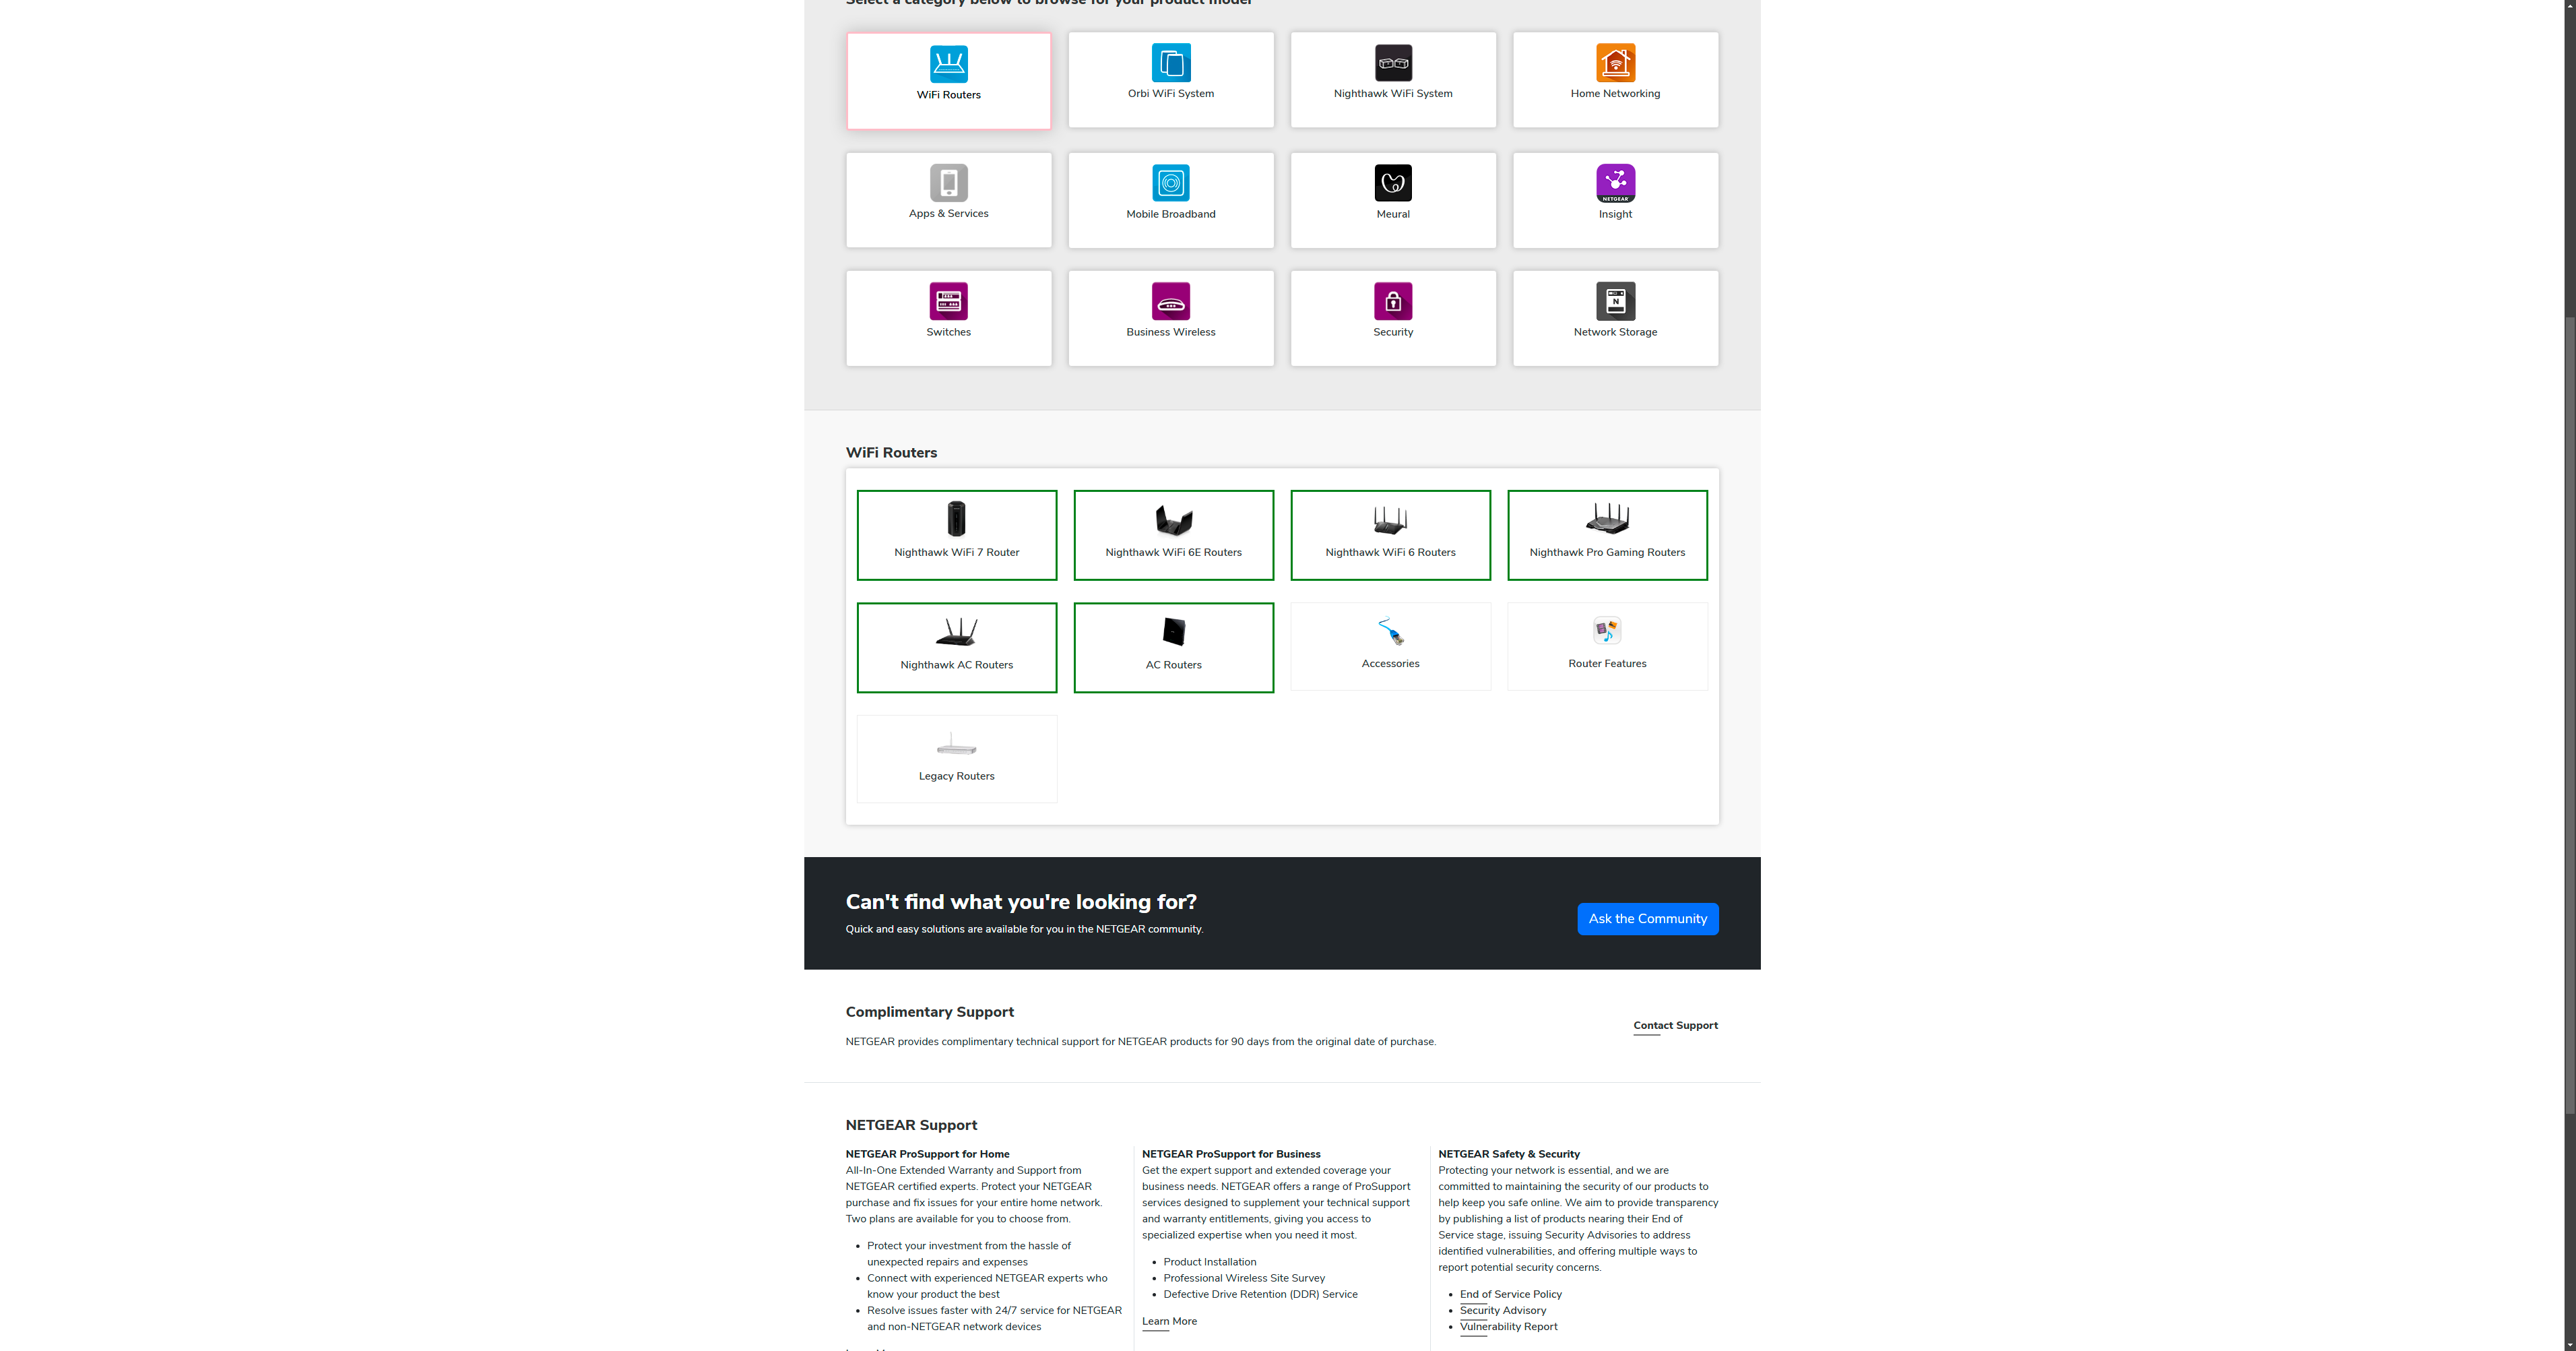 Select a category below to browse for your product model
WiFi Routers
Orbi WiFi System
Nighthawk WiFi System
Home Networking
Apps & Services
Mobile Broadband
Meural
NETGEAR
Insight
Switches
Business Wireless
Security
N
Network Storage
WiFi Routers
Nighthawk WiFi 7 Router
Nighthawk WiFi 6E Routers
Nighthawk WiFi 6 Routers
Nighthawk Pro Gaming Routers
Nighthawk AC Routers
AC Routers
Accessories
Router Features
Legacy Routers
Can't find what you're looking for?
Quick and easy solutions are available for you in the NETGEAR community.
Ask the Community
Complimentary Support
NETGEAR provides complimentary technical support for NETGEAR products for 90 days from the original date of purchase.
Contact Support
NETGEAR Support
NETGEAR ProSupport for Home
All-In-One Extended Warranty and Support from
NETGEAR certified experts. Protect your NETGEAR
purchase and fix issues for your entire home network.
Two plans are available for you to choose from.
• Protect your investment from the hassle of
unexpected repairs and expenses
• Connect with experienced NETGEAR experts who
know your product the best
• Resolve issues faster with 24/7 service for NETGEAR
and non-NETGEAR network devices
NETGEAR ProSupport for Business
Get the expert support and extended coverage your
business needs. NETGEAR offers a range of ProSupport
services designed to supplement your technical support
and warranty entitlements, giving you access to
specialized expertise when you need it most.
• Product Installation
• Professional Wireless Site Survey
• Defective Drive Retention (DDR) Service
Learn More
NETGEAR Safety & Security
Protecting your network is essential, and we are
committed to maintaining the security of our products to
help keep you safe online. We aim to provide transparency
by publishing a list of products nearing their End of
Service stage, issuing Security Advisories to address
identified vulnerabilities, and offering multiple ways to
report potential security concerns.
• End of Service Policy
• Security Advisory
• Vulnerability Report